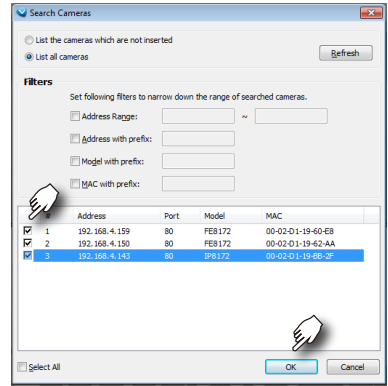 Search Cameras
List the cameras which are not inserted
List all cameras
Refresh
Filters
Set following filters to narrow down the range of searched cameras.
Address Range: ~
Address with prefix:
Model with prefix:
MAC with prefix:
Address Port Model MAC
1 192.168.4.159 80 FE8172 00-02-D1-19-60-E8
2 192.168.4.150 80 FE8172 00-02-D1-19-62-AA
3 192.168.4.143 80 IP8172 00-02-D1-19-6B-2F
Select All OK Cancel